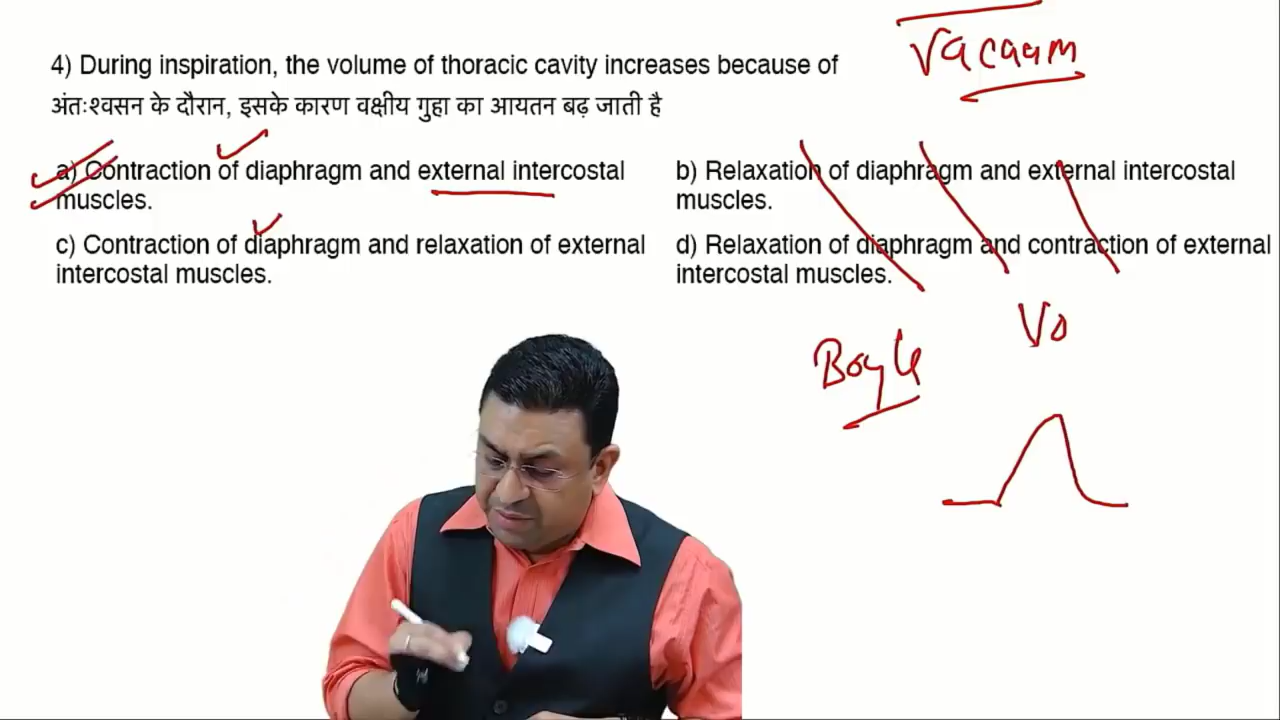 Vacaam
4) During inspiration, the volume of thoracic cavity increases because of
अंतःश्वसन के दौरान, इसके कारण वक्षीय गुहा का आयतन बढ़ जाती है
a) Contraction of diaphragm and external intercostal
muscles.
b) Relaxation of diaphragm and external intercostal
muscles.
c) Contraction of diaphragm and relaxation of external
intercostal muscles.
d) Relaxation of diaphragm and contraction of external
intercostal muscles.
Vo
Boyle